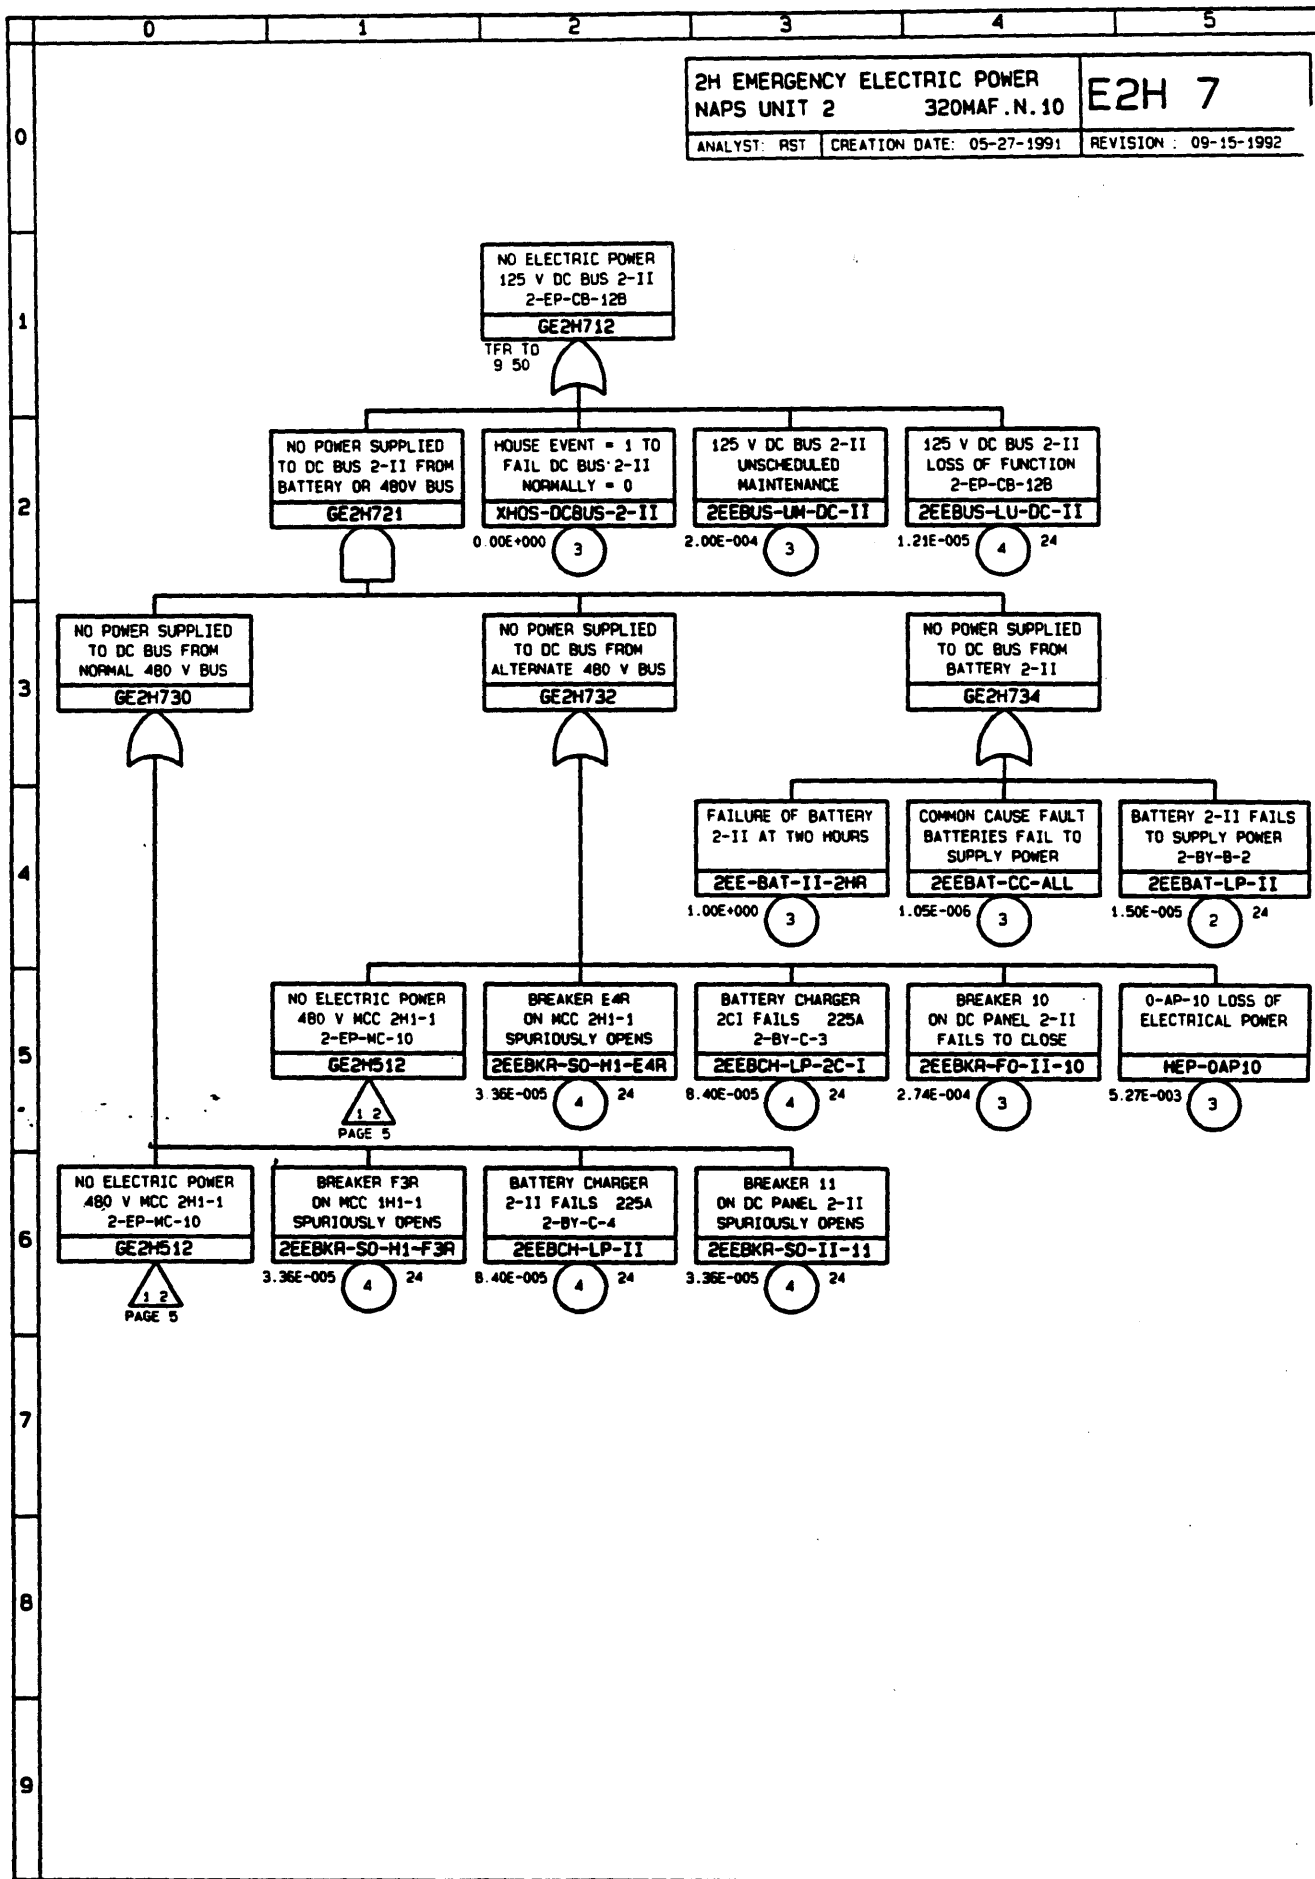 0 1 2 3 4 5
2H EMERGENCY ELECTRIC POWER
NAPS UNIT 2 320MAF.N.10
E2H 7
ANALYST: RST CREATION DATE: 05-27-1991 REVISION : 09-15-1992
0
NO ELECTRIC POWER
125 V DC BUS 2-II
2-EP-CB-12B
GE2H712
TFR TO
9 50
1
NO POWER SUPPLIED
TO DC BUS 2-II FROM
BATTERY OR 480V BUS
GE2H721
HOUSE EVENT = 1 TO
FAIL DC BUS 2-II
NORMALLY = 0
XHOS-DCBUS-2-II
0.00E+000 3
125 V DC BUS 2-II
UNSCHEDULED
MAINTENANCE
2EEBUS-UM-DC-II
2.00E-004 3
125 V DC BUS 2-II
LOSS OF FUNCTION
2-EP-CB-12B
2EEBUS-LU-DC-II
1.21E-005 4 24
2
NO POWER SUPPLIED
TO DC BUS FROM
NORMAL 480 V BUS
GE2H730
NO POWER SUPPLIED
TO DC BUS FROM
ALTERNATE 480 V BUS
GE2H732
NO POWER SUPPLIED
TO DC BUS FROM
BATTERY 2-II
GE2H734
3
FAILURE OF BATTERY
2-II AT TWO HOURS
2EE-BAT-II-2HR
1.00E+000 3
COMMON CAUSE FAULT
BATTERIES FAIL TO
SUPPLY POWER
2EEBAT-CC-ALL
1.05E-006 3
BATTERY 2-II FAILS
TO SUPPLY POWER
2-BY-B-2
2EEBAT-LP-II
1.50E-005 2 24
4
NO ELECTRIC POWER
480 V MCC 2H1-1
2-EP-MC-10
GE2H512
1 2
PAGE 5
BREAKER E4R
ON MCC 2H1-1
SPURIOUSLY OPENS
2EEBKR-SO-H1-E4R
3.36E-005 4 24
BATTERY CHARGER
2CI FAILS 225A
2-BY-C-3
2EEBCH-LP-2C-I
8.40E-005 4 24
BREAKER 10
ON DC PANEL 2-II
FAILS TO CLOSE
2EEBKR-FO-II-10
2.74E-004 3
0-AP-10 LOSS OF
ELECTRICAL POWER
HEP-0AP10
5.27E-003 3
5
NO ELECTRIC POWER
480 V MCC 2H1-1
2-EP-MC-10
GE2H512
1 2
PAGE 5
BREAKER F3R
ON MCC 1H1-1
SPURIOUSLY OPENS
2EEBKR-SO-H1-F3R
3.36E-005 4 24
BATTERY CHARGER
2-II FAILS 225A
2-BY-C-4
2EEBCH-LP-II
8.40E-005 4 24
BREAKER 11
ON DC PANEL 2-II
SPURIOUSLY OPENS
2EEBKR-SO-II-11
3.36E-005 4 24
6
7
8
9